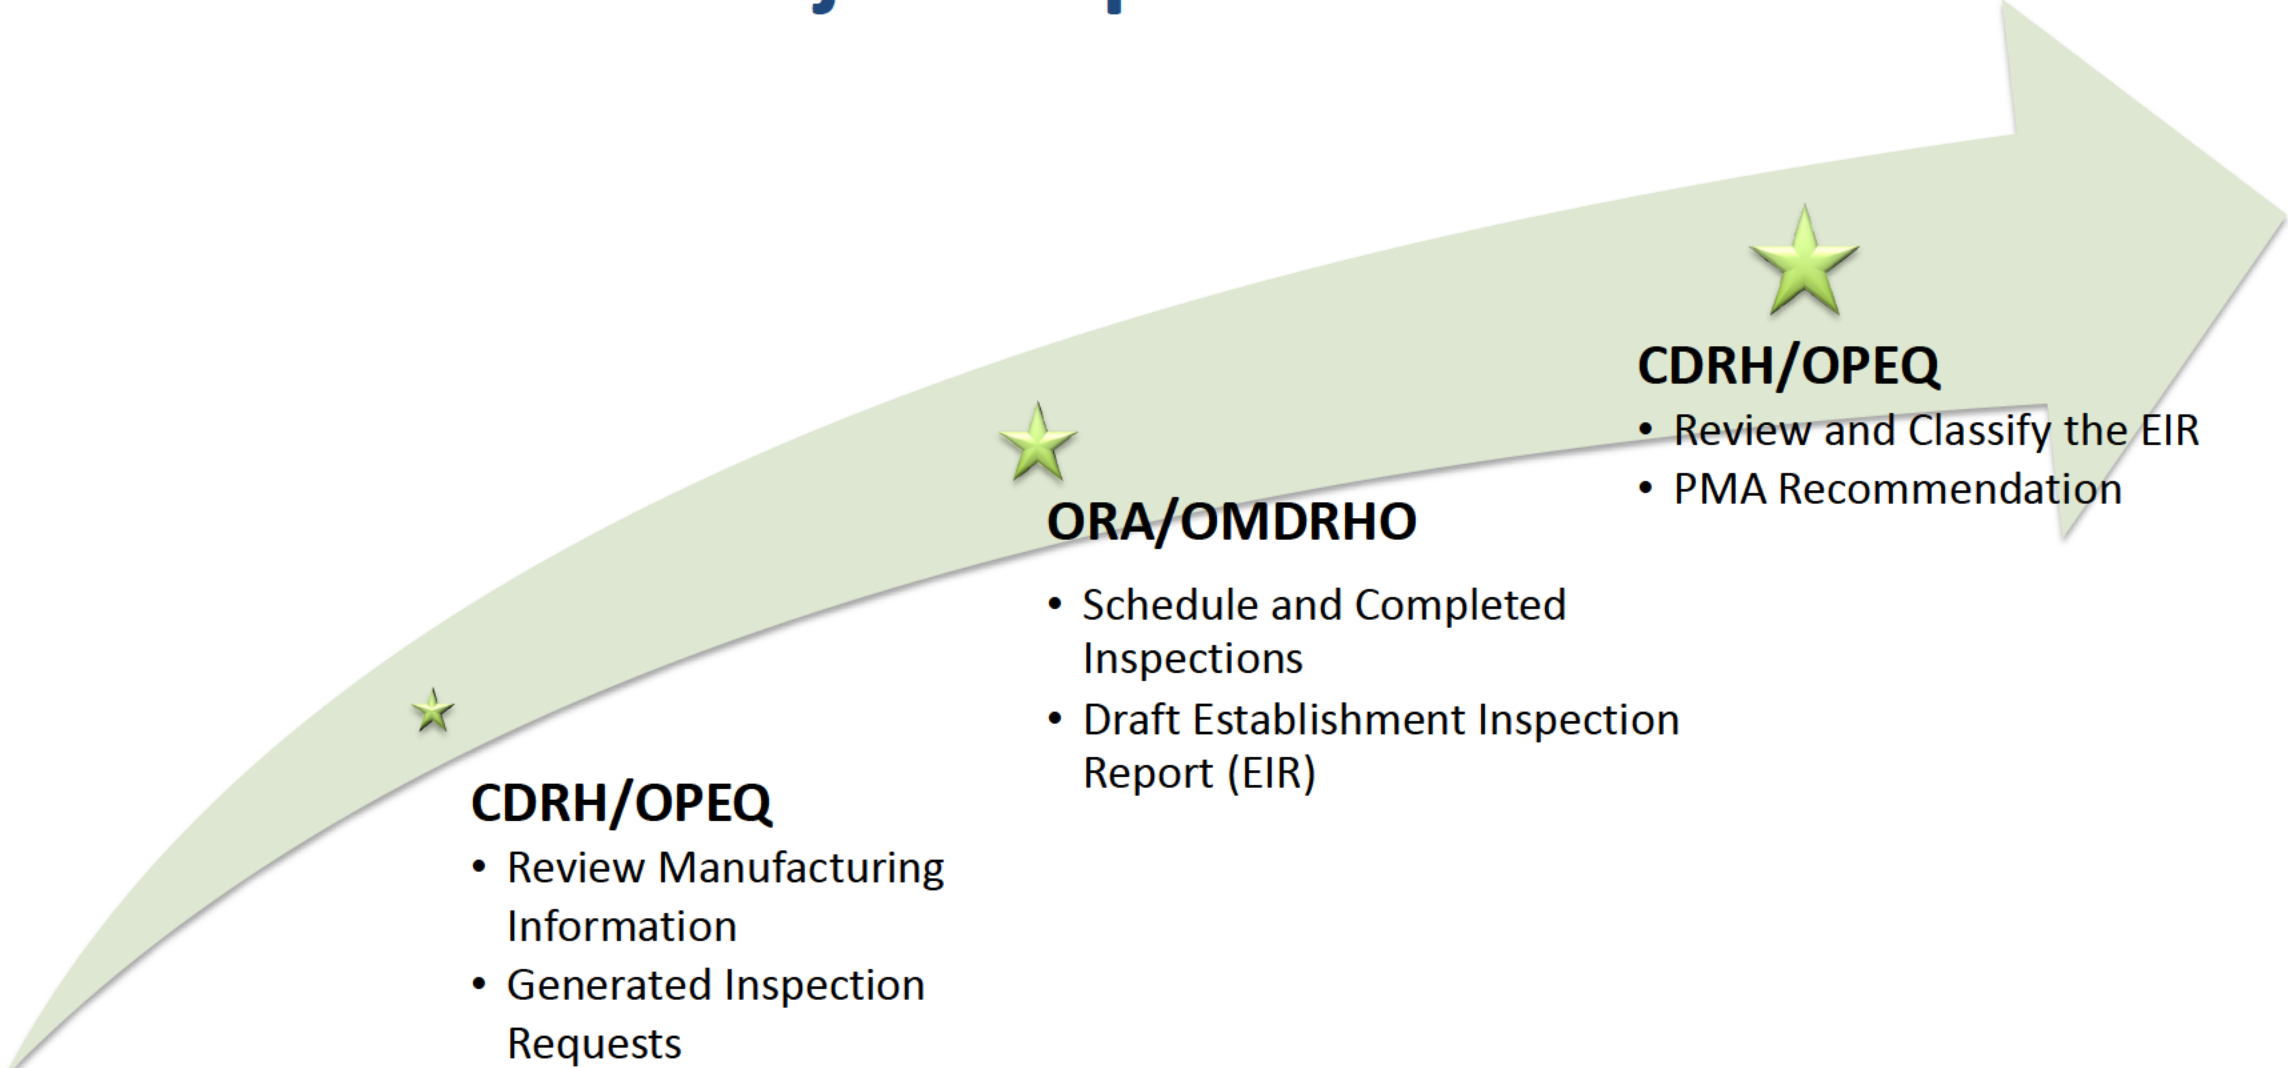 CDRH/OPEQ
• Review Manufacturing
Information
• Generated Inspection
Requests
ORA/OMDRHO
• Schedule and Completed
Inspections
• Draft Establishment Inspection
Report (EIR)
CDRH/OPEQ
• Review and Classify the EIR
• PMA Recommendation